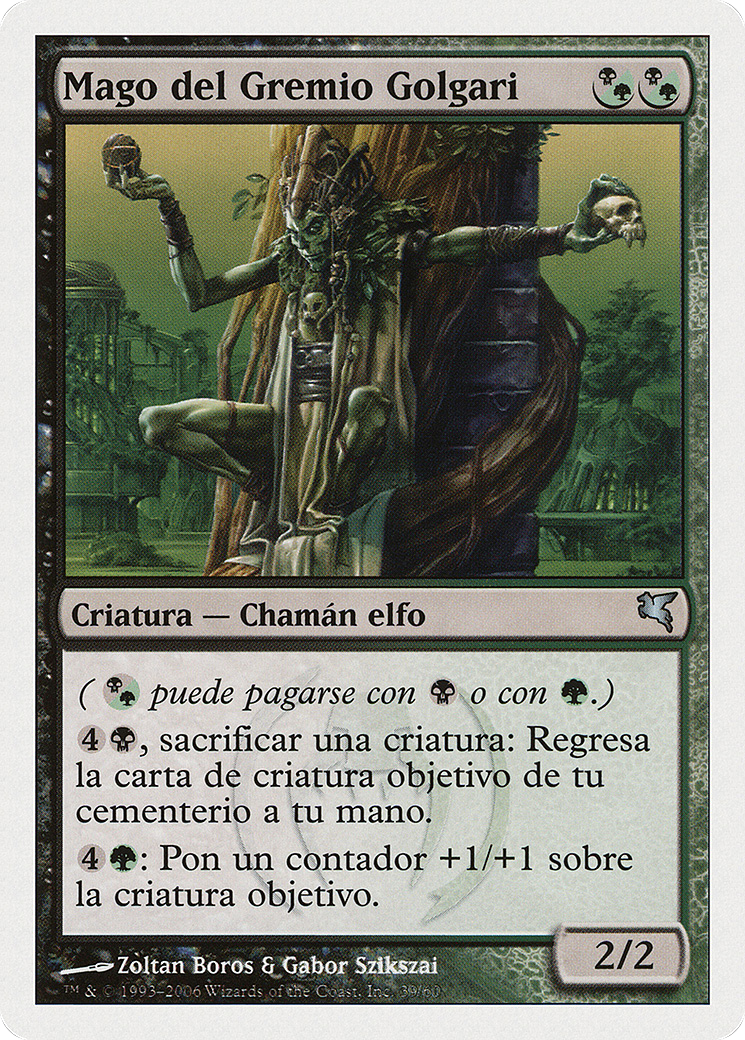 Mago del Gremio Golgari
Criatura — Chamán elfo
( puede pagarse con o con .)
4, sacrificar una criatura: Regresa
la carta de criatura objetivo de tu
cementerio a tu mano.
4: Pon un contador +1/+1 sobre
la criatura objetivo.
2/2
Zoltan Boros & Gabor Szikszai
™ & © 1993–2006 Wizards of the Coast, Inc. 39/60